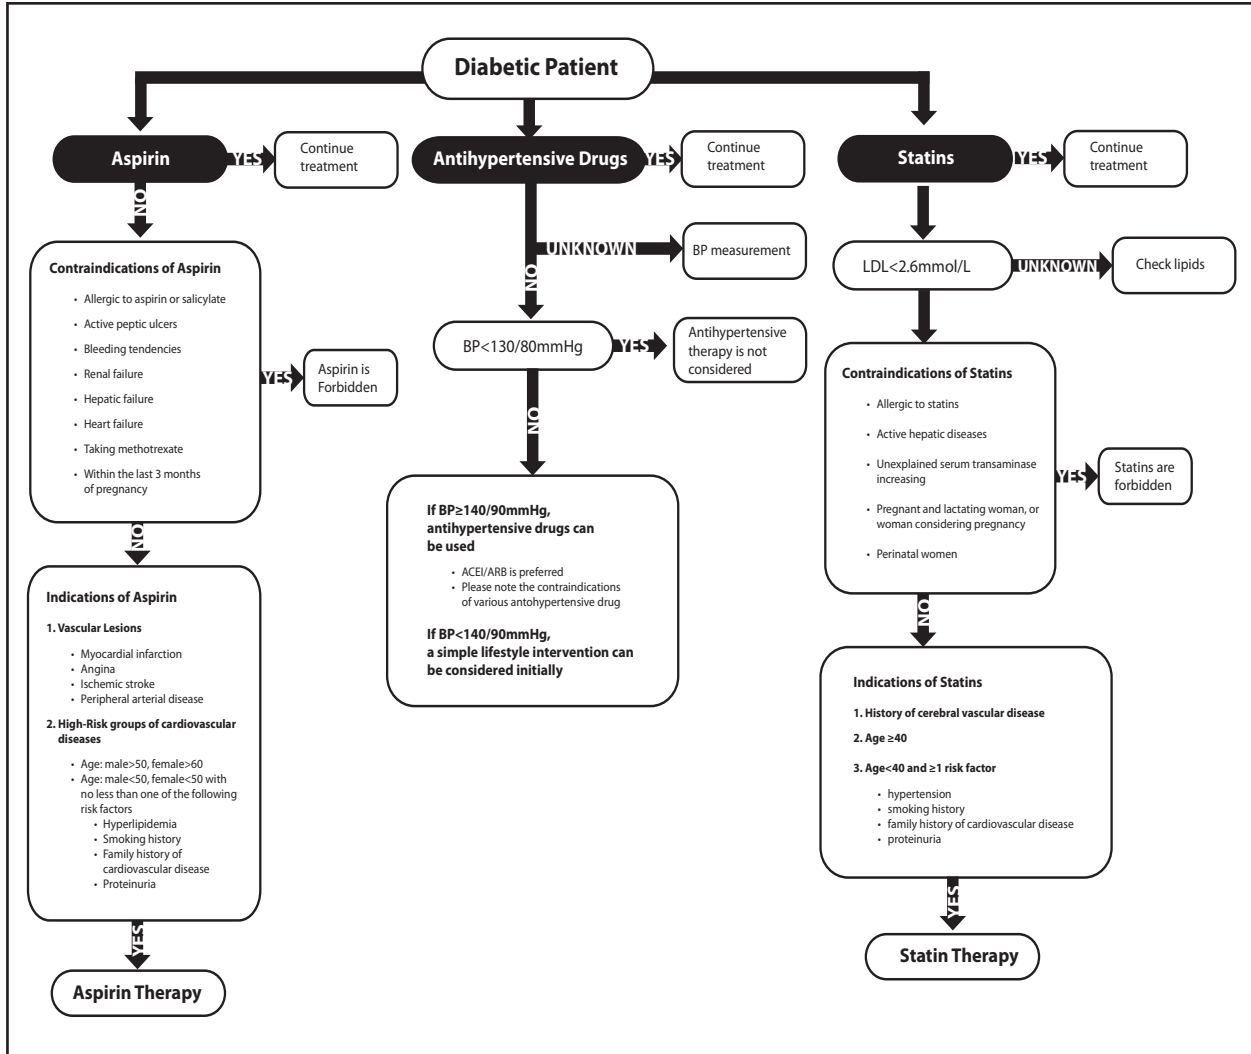 Diabetic Patient
Aspirin
YES
Continue
treatment
NO
Contraindications of Aspirin
• Allergic to aspirin or salicylate
• Active peptic ulcers
• Bleeding tendencies
• Renal failure
• Hepatic failure
• Heart failure
• Taking methotrexate
• Within the last 3 months
of pregnancy
YES
Aspirin is
Forbidden
NO
Indications of Aspirin
1. Vascular Lesions
• Myocardial infarction
• Angina
• Ischemic stroke
• Peripheral arterial disease
2. High-Risk groups of cardiovascular
diseases
• Age: male>50, female>60
• Age: male<50, female<50 with
no less than one of the following
risk factors
• Hyperlipidemia
• Smoking history
• Family history of
cardiovascular disease
• Proteinuria
YES
Aspirin Therapy
Antihypertensive Drugs
YES
Continue
treatment
UNKNOWN
BP measurement
NO
BP<130/80mmHg
YES
Antihypertensive
therapy is not
considered
NO
If BP≥140/90mmHg,
antihypertensive drugs can
be used
• ACEI/ARB is preferred
• Please note the contraindications
of various antohypertensive drug
If BP<140/90mmHg,
a simple lifestyle intervention can
be considered initially
Statins
YES
Continue
treatment
LDL<2.6mmol/L
UNKNOWN
Check lipids
Contraindications of Statins
• Allergic to statins
• Active hepatic diseases
• Unexplained serum transaminase
increasing
• Pregnant and lactating woman, or
woman considering pregnancy
• Perinatal women
YES
Statins are
forbidden
NO
Indications of Statins
1. History of cerebral vascular disease
2. Age ≥40
3. Age<40 and ≥1 risk factor
• hypertension
• smoking history
• family history of cardiovascular disease
• proteinuria
YES
Statin Therapy